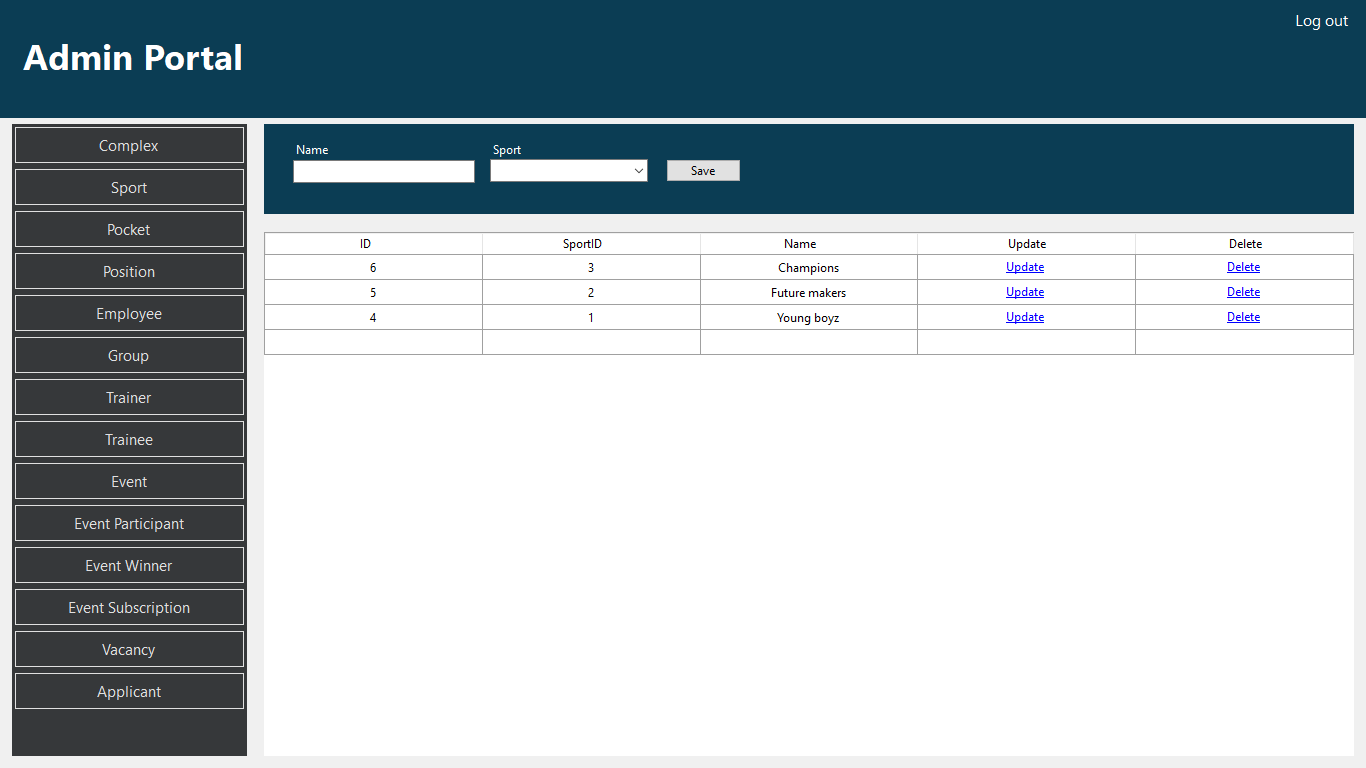 Log out
Admin Portal
Complex
Sport
Pocket
Position
Employee
Group
Trainer
Trainee
Event
Event Participant
Event Winner
Event Subscription
Vacancy
Applicant
Name Sport
Save
ID SportID Name Update Delete
6 3 Champions Update Delete
5 2 Future makers Update Delete
4 1 Young boyz Update Delete